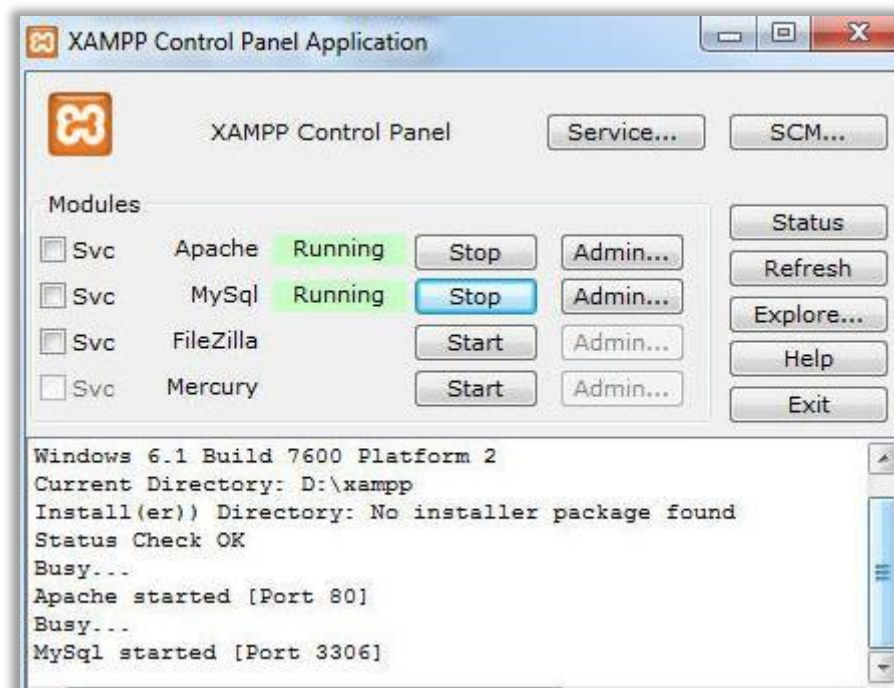 XAMPP Control Panel Application
XAMPP Control Panel Service... SCM...
Modules
Svc Apache Running Stop Admin...
Svc MySql Running Stop Admin...
Svc FileZilla Start Admin...
Svc Mercury Start Admin...
Status
Refresh
Explore...
Help
Exit
Windows 6.1 Build 7600 Platform 2
Current Directory: D:\xampp
Install(er)) Directory: No installer package found
Status Check OK
Busy...
Apache started [Port 80]
Busy...
MySql started [Port 3306]